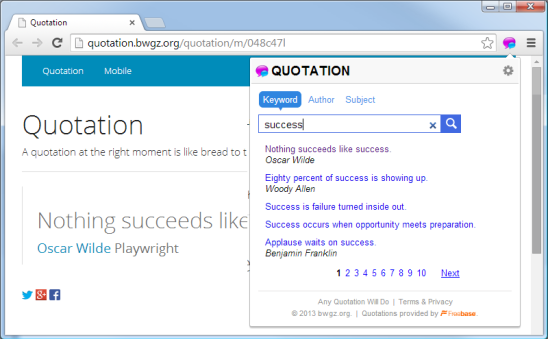 Quotation
quotation.bwgz.org/quotation/m/048c47l
Quotation Mobile
Quotation
A quotation at the right moment is like bread to t
Nothing succeeds like
Oscar Wilde Playwright
QUOTATION
Keyword Author Subject
success
Nothing succeeds like success.
Oscar Wilde
Eighty percent of success is showing up.
Woody Allen
Success is failure turned inside out.
Success occurs when opportunity meets preparation.
Applause waits on success.
Benjamin Franklin
1 2 3 4 5 6 7 8 9 10 Next
Any Quotation Will Do | Terms & Privacy
© 2013 bwgz.org. | Quotations provided by Freebase.